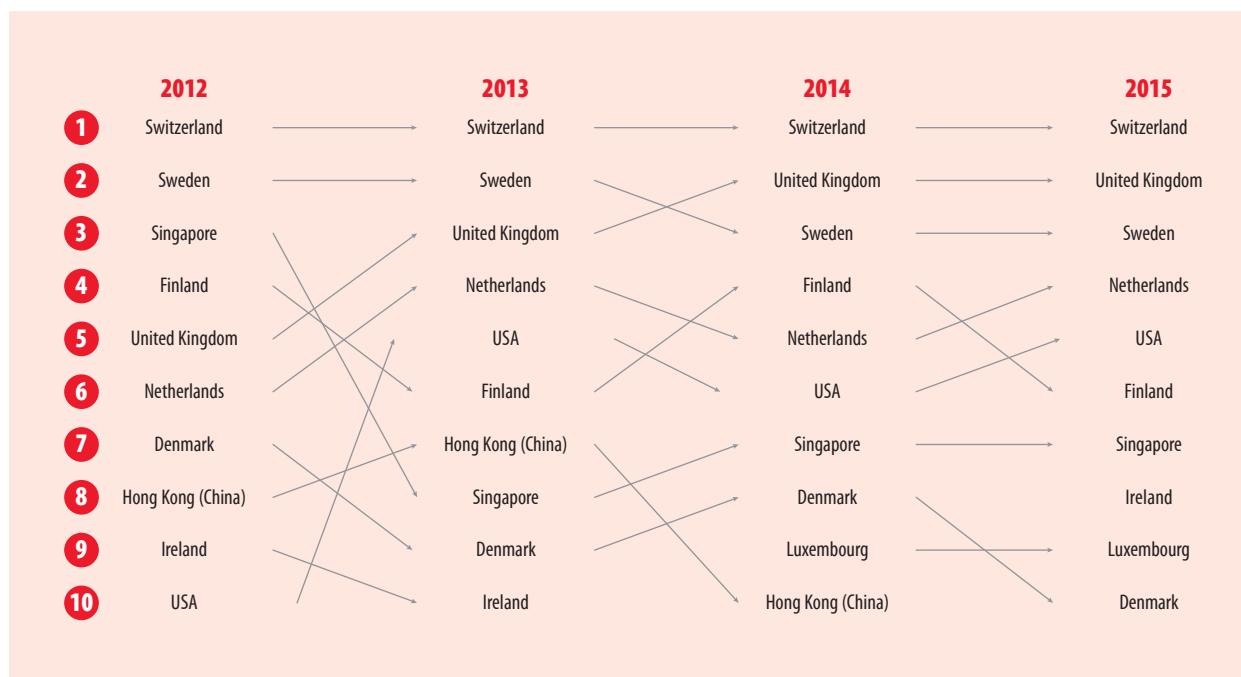 2012 2013 2014 2015
1 Switzerland Switzerland Switzerland Switzerland
2 Sweden Sweden United Kingdom United Kingdom
3 Singapore United Kingdom Sweden Sweden
4 Finland Netherlands Finland Netherlands
5 United Kingdom USA Netherlands USA
6 Netherlands Finland USA Finland
7 Denmark Hong Kong (China) Singapore Singapore
8 Hong Kong (China) Singapore Denmark Ireland
9 Ireland Denmark Luxembourg Luxembourg
10 USA Ireland Hong Kong (China) Denmark